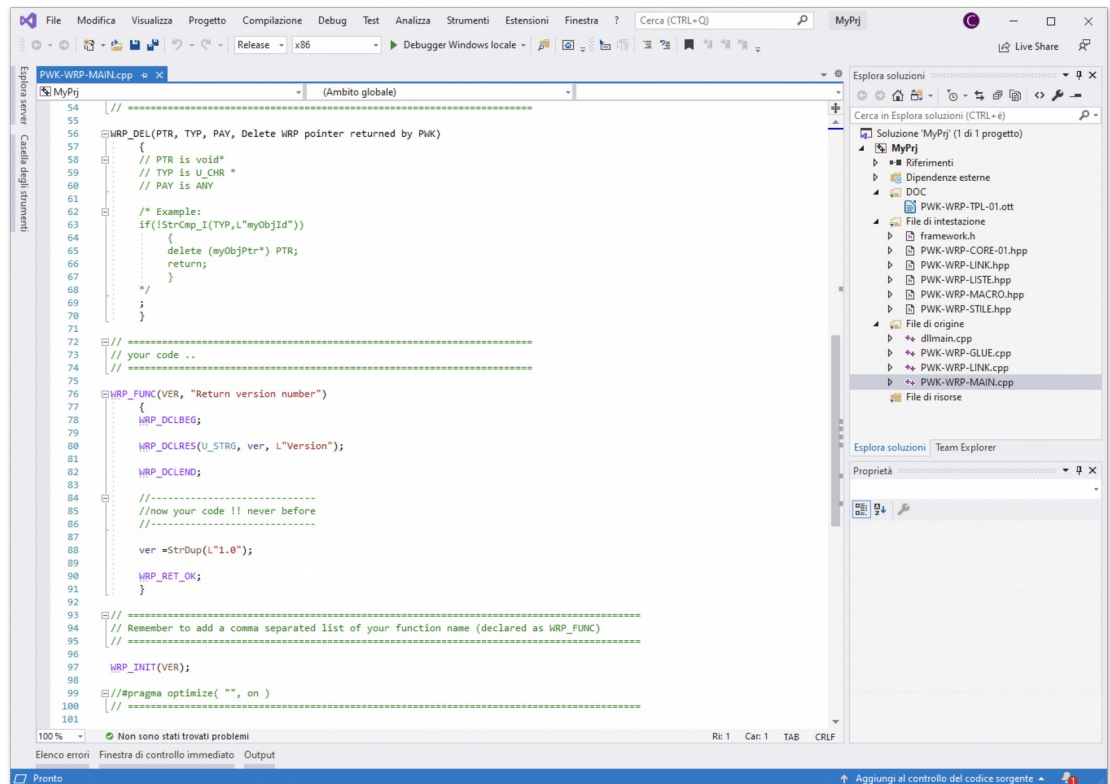 File Modifica Visualizza Progetto Compilazione Debug Test Analizza Strumenti Estensioni Finestra ? Cerca (CTRL+Q) MyPrj C
Release x86 Debugger Windows locale Live Share
Esplora server
Casella degli strumenti
PWK-WRP-MAIN.cpp
MyPrj (Ambito globale)
54 // ======================================================================
55
56 WRP_DEL(PTR, TYP, PAY, Delete WRP pointer returned by PWK)
57 {
58 // PTR is void*
59 // TYP is U_CHR *
60 // PAY is ANY
61
62 /* Example:
63 if(!StrCmp_I(TYP,L"myObjId"))
64 {
65 delete (myObjPtr*) PTR;
66 return;
67 }
68 */
69 ;
70 }
71
72 // ======================================================================
73 // your code ..
74 // ======================================================================
75
76 WRP_FUNC(VER, "Return version number")
77 {
78 WRP_DCLBEG;
79
80 WRP_DCLRES(U_STRG, ver, L"Version");
81
82 WRP_DCLEND;
83
84 //----------------------------
85 //now your code !! never before
86 //----------------------------
87
88 ver =StrDup(L"1.0");
89
90 WRP_RET_OK;
91 }
92
93 // =========================================================================================
94 // Remember to add a comma separated list of your function name (declared as WRP_FUNC)
95 // =========================================================================================
96
97 WRP_INIT(VER);
98
99 //#pragma optimize( "", on )
100 // =========================================================================================
101
100 % Non sono stati trovati problemi Ri: 1 Car: 1 TAB CRLF
Elenco errori Finestra di controllo immediato Output
Pronto Aggiungi al controllo del codice sorgente 1
Esplora soluzioni
Cerca in Esplora soluzioni (CTRL+è)
Soluzione 'MyPrj' (1 di 1 progetto)
MyPrj
Riferimenti
Dipendenze esterne
DOC
PWK-WRP-TPL-01.ott
File di intestazione
framework.h
PWK-WRP-CORE-01.hpp
PWK-WRP-LINK.hpp
PWK-WRP-LISTE.hpp
PWK-WRP-MACRO.hpp
PWK-WRP-STILE.hpp
File di origine
dllmain.cpp
PWK-WRP-GLUE.cpp
PWK-WRP-LINK.cpp
PWK-WRP-MAIN.cpp
File di risorse
Esplora soluzioni Team Explorer
Proprietà